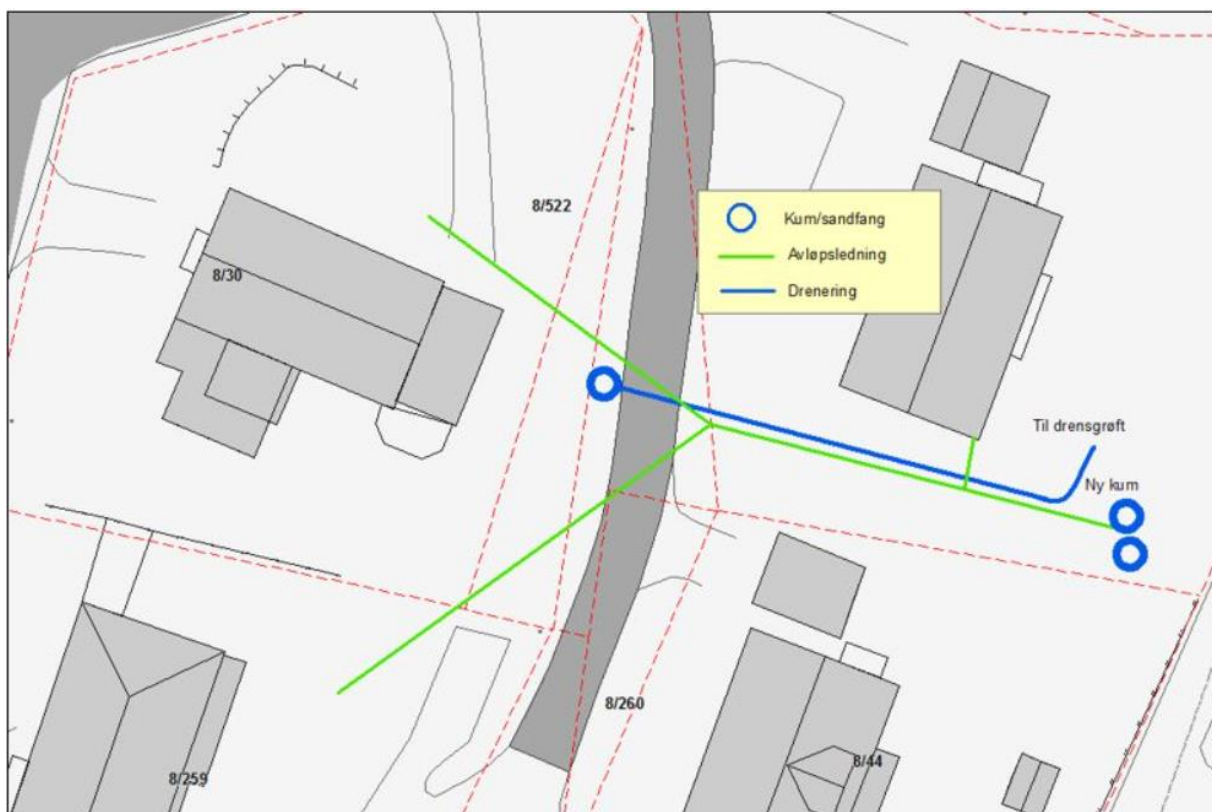 8/522
Kum/sandfang
Avløpsledning
Drenering
8/30
Til drensgrøft
Ny kum
8/260
8/44
8/259